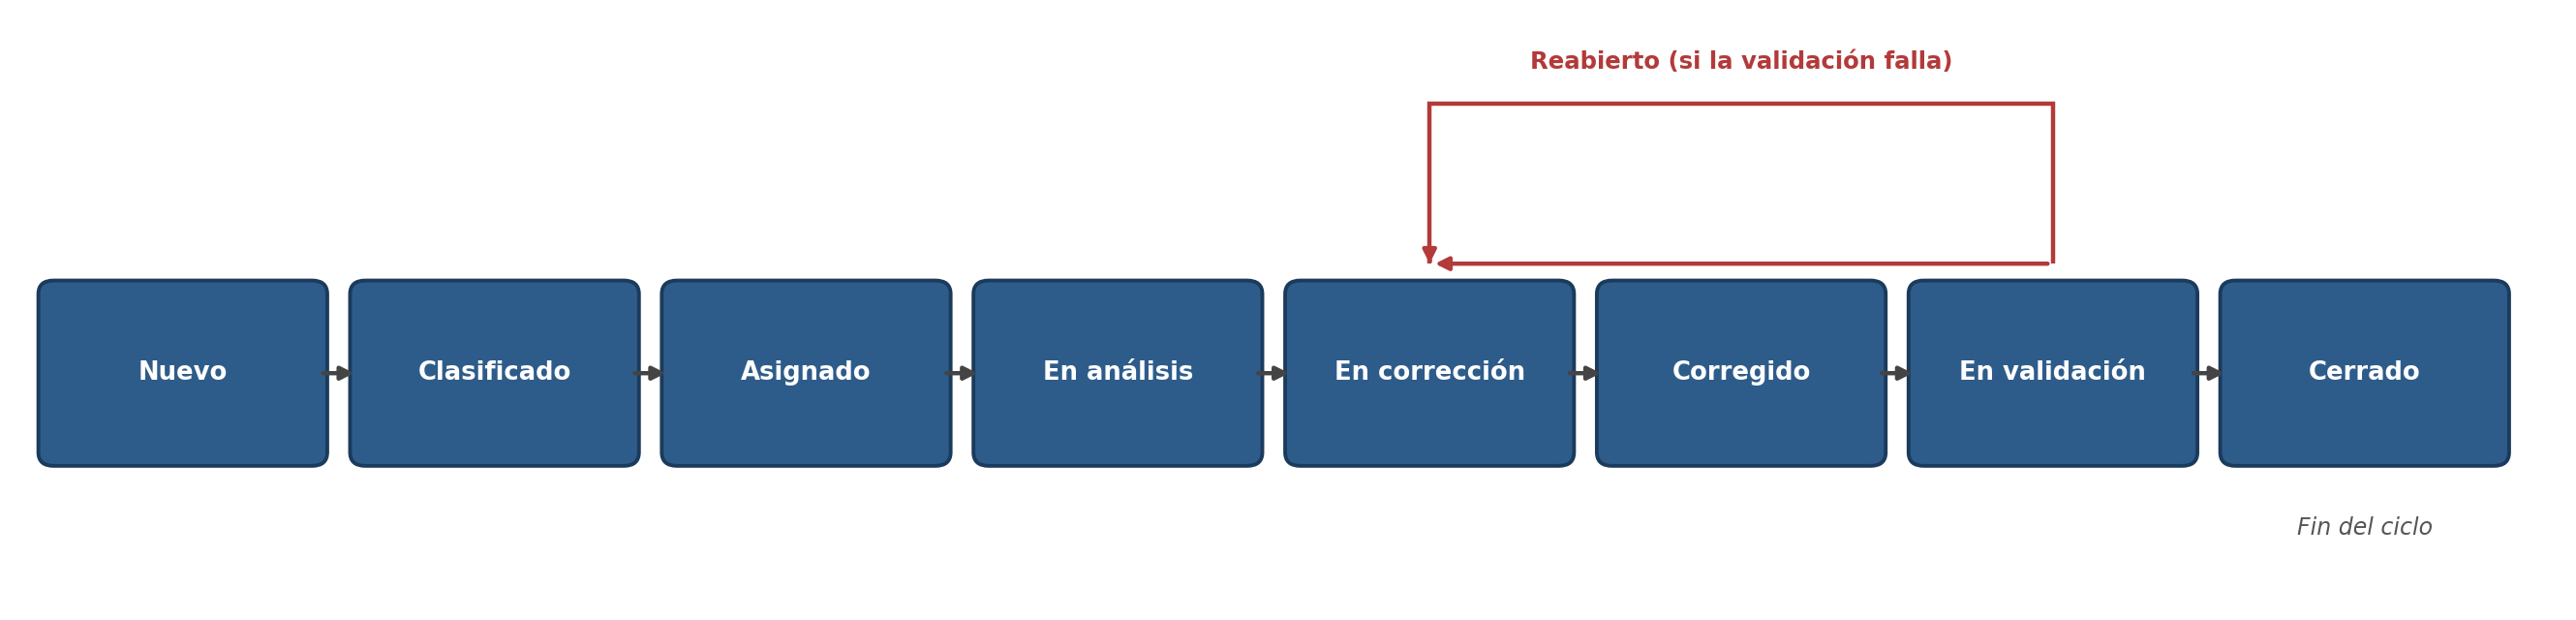 Reabierto (si la validación falla)
Nuevo
Clasificado
Asignado
En análisis
En corrección
Corregido
En validación
Cerrado
Fin del ciclo